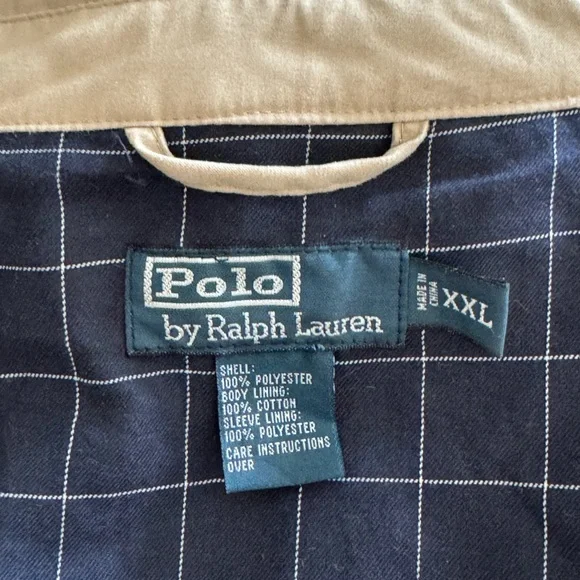 Polo
by Ralph Lauren
MADE IN
CHINA
XXL
SHELL:
100% POLYESTER
BODY LINING:
100% COTTON
SLEEVE LINING:
100% POLYESTER
CARE INSTRUCTIONS
OVER